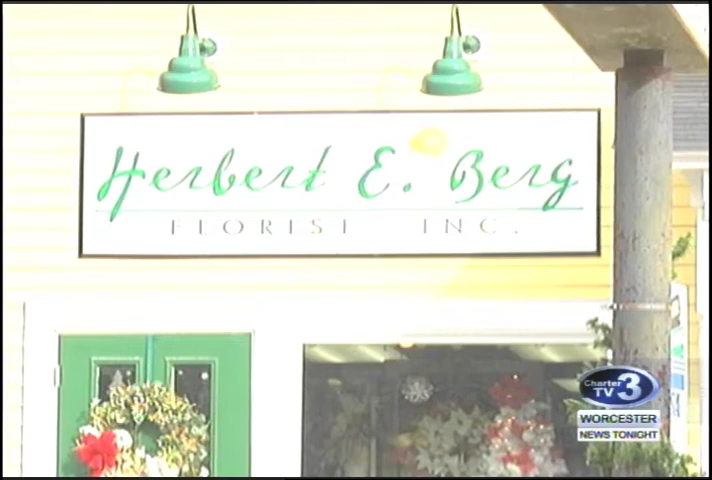 Herbert E. Berg
FLORIST INC.
Charter
TV 3
WORCESTER
NEWS TONIGHT